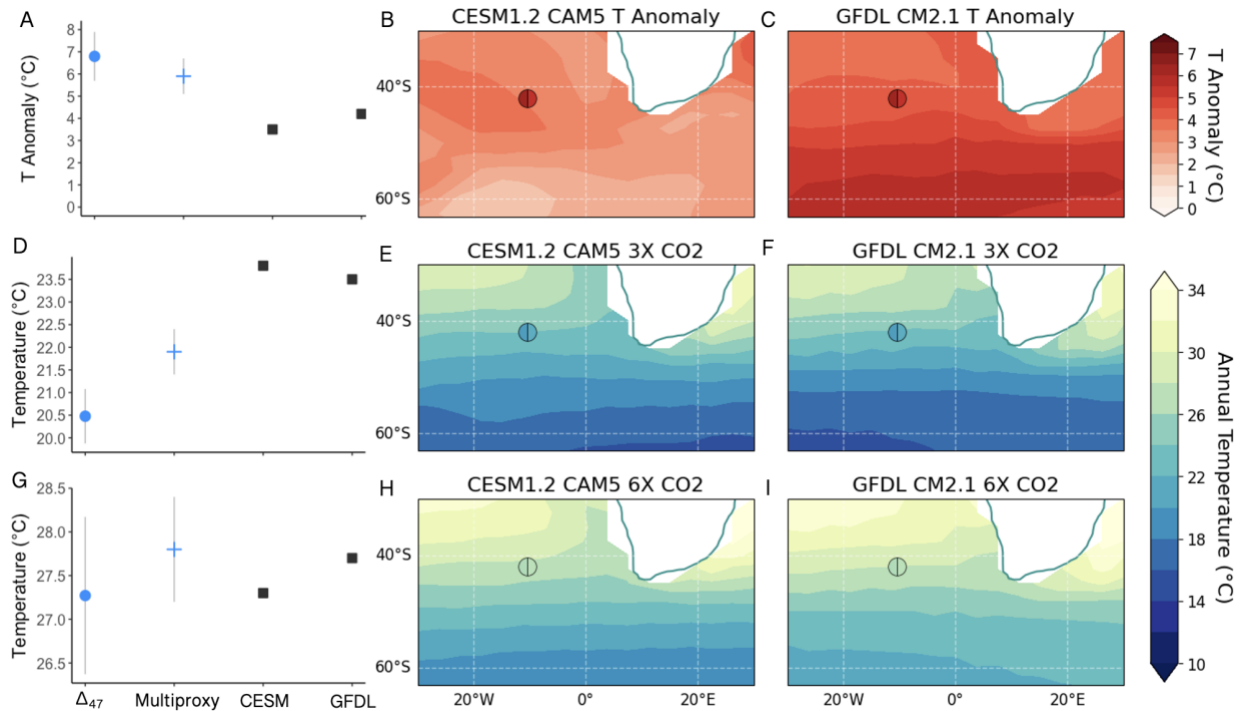 A
T Anomaly (°C)
8
7
6
5
4
3
2
1
0
B
CESM1.2 CAM5 T Anomaly
40°S
60°S
C
GFDL CM2.1 T Anomaly
7
6
5
4
3
2
1
0
T Anomaly (°C)
D
Temperature (°C)
23.5
23.0
22.5
22.0
21.5
21.0
20.5
20.0
E
CESM1.2 CAM5 3X CO2
40°S
60°S
F
GFDL CM2.1 3X CO2
G
Temperature (°C)
28.5
28.0
27.5
27.0
26.5
Δ47
Multiproxy
CESM
GFDL
H
CESM1.2 CAM5 6X CO2
40°S
60°S
20°W
0°
20°E
I
GFDL CM2.1 6X CO2
20°W
0°
20°E
34
30
26
22
18
14
10
Annual Temperature (°C)